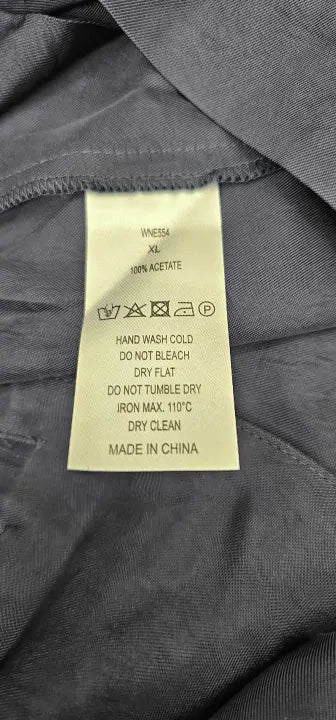 WNE554
XL
100% ACETATE
P
HAND WASH COLD
DO NOT BLEACH
DRY FLAT
DO NOT TUMBLE DRY
IRON MAX. 110°C
DRY CLEAN
MADE IN CHINA